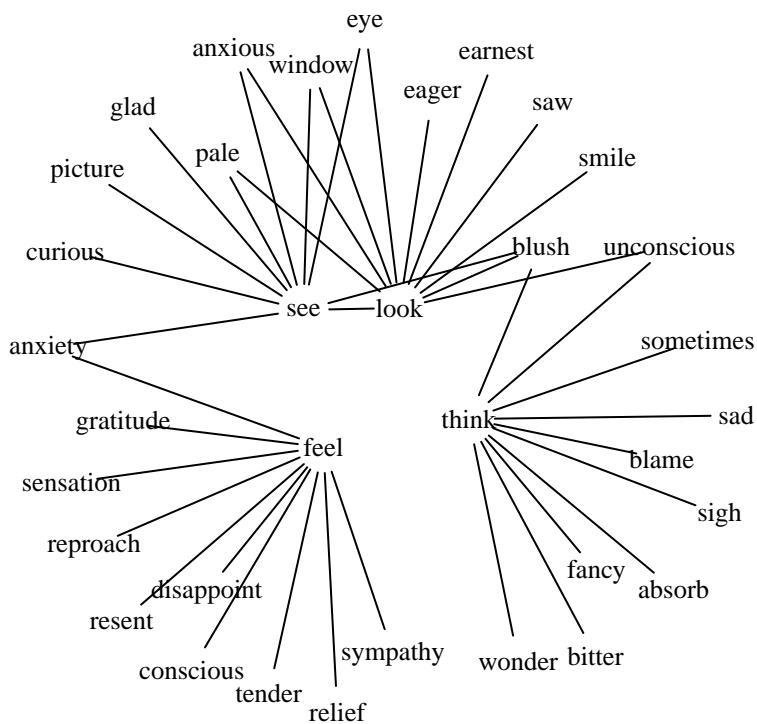 eye
anxious
window
earnest
eager
glad
saw
pale
smile
picture
curious
blush
unconscious
see
look
anxiety
sometimes
gratitude
think
sad
feel
sensation
blame
sigh
reproach
fancy
disappoint
absorb
resent
sympathy
wonder
bitter
conscious
tender
relief